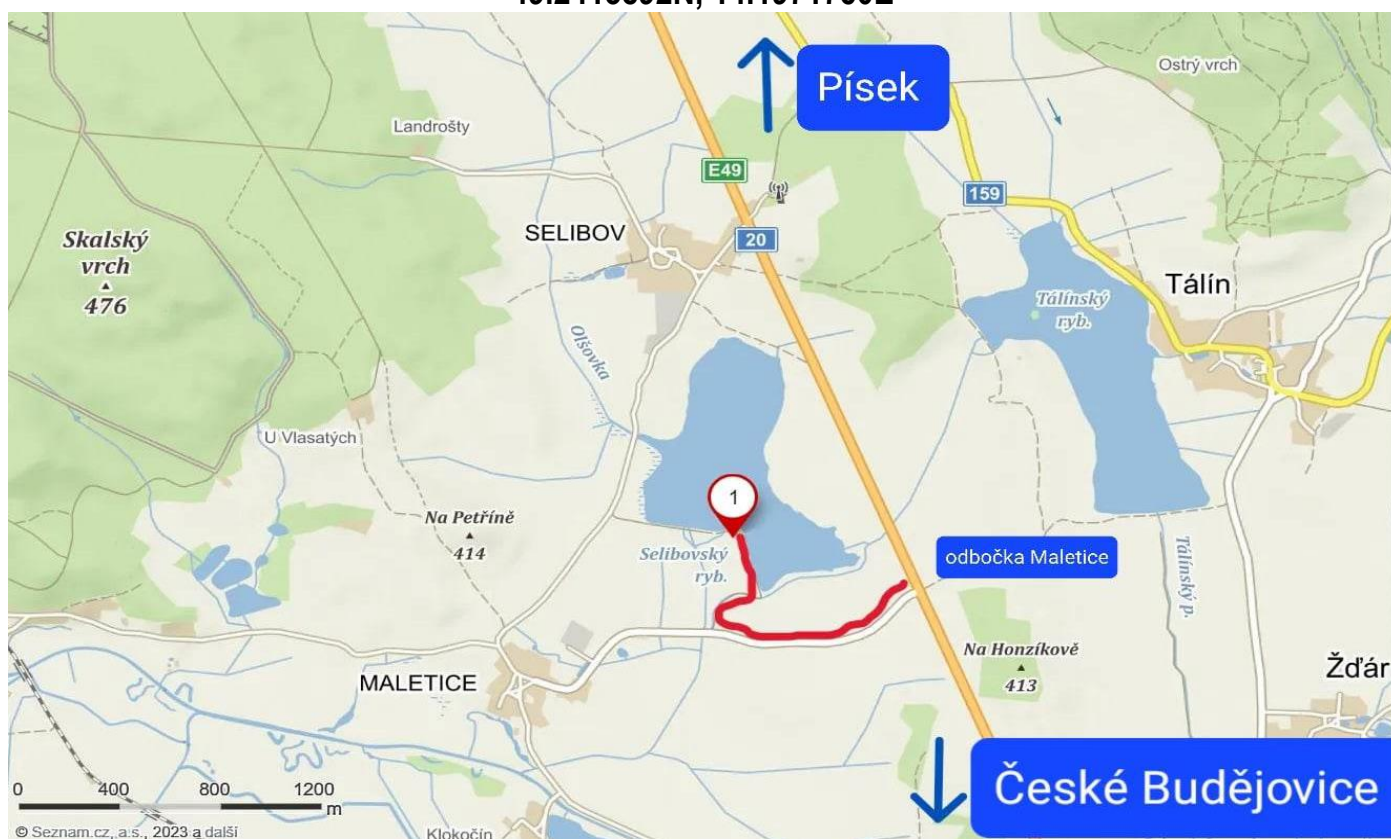 Písek
Ostrý vrch
Landrošty
E49
159
SELIBOV
20
Skalský
vrch
476
Tálín
Tálínský
ryb.
Olšovka
U Vlasatých
1
Na Petříně
414
Selibovský
ryb.
odbočka Maletice
Tálínský p.
Na Honzíkově
413
Žďár
MALETICE
České Budějovice
0 400 800 1200
m
© Seznam.cz, a.s., 2023 a další
Klokočín